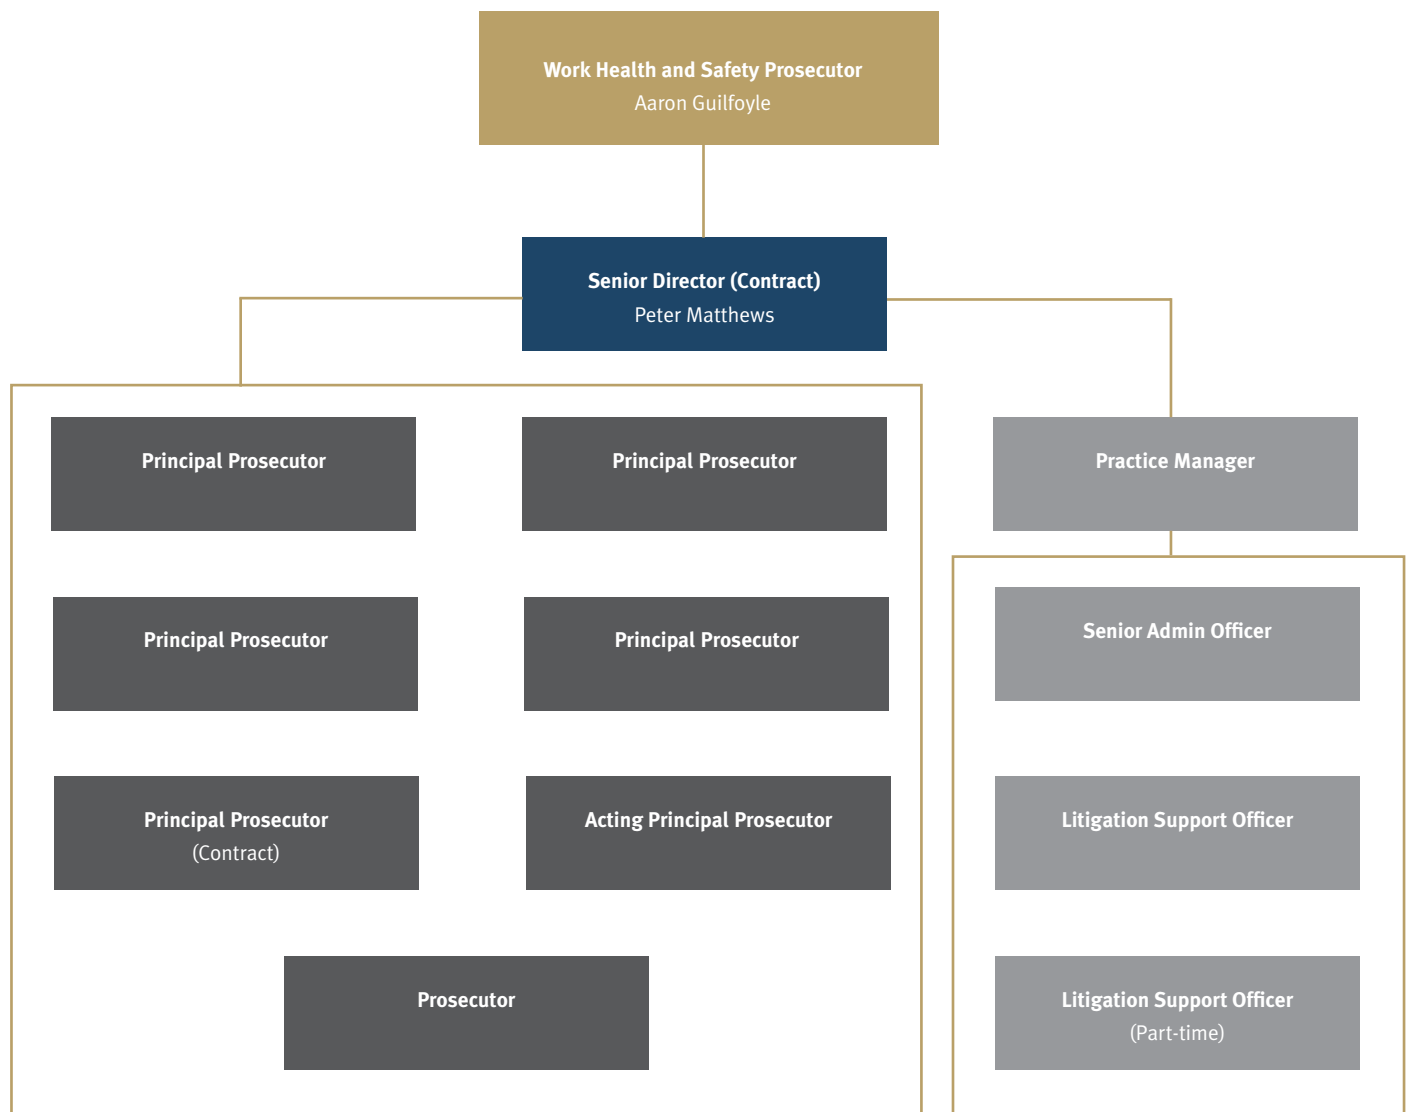 Work Health and Safety Prosecutor
Aaron Guilfoyle
Senior Director (Contract)
Peter Matthews
Principal Prosecutor
Principal Prosecutor
Practice Manager
Principal Prosecutor
Principal Prosecutor
Senior Admin Officer
Principal Prosecutor
(Contract)
Acting Principal Prosecutor
Litigation Support Officer
Prosecutor
Litigation Support Officer
(Part-time)